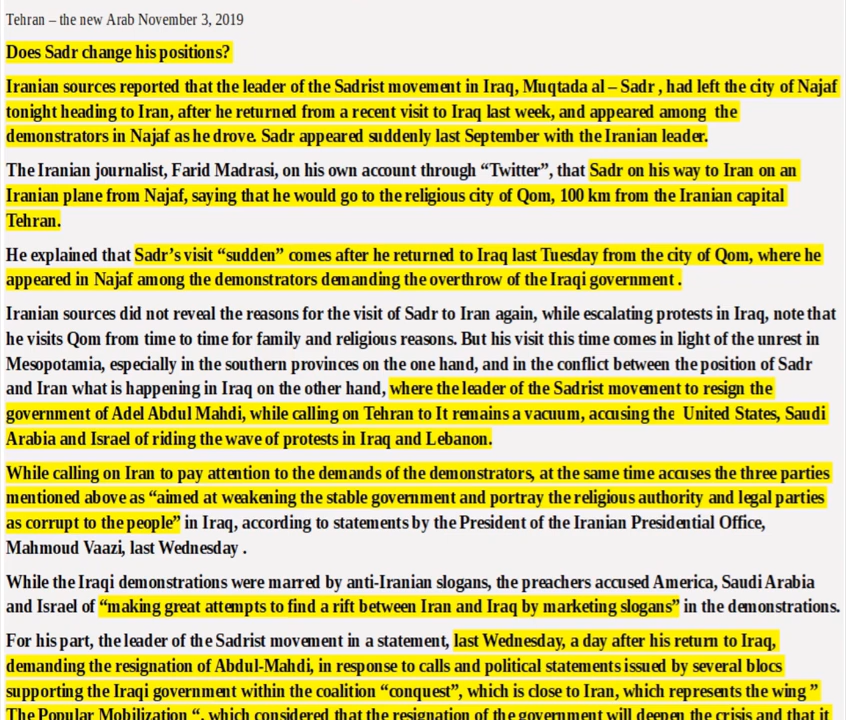 Tehran – the new Arab November 3, 2019
Does Sadr change his positions?
Iranian sources reported that the leader of the Sadrist movement in Iraq, Muqtada al – Sadr , had left the city of Najaf
tonight heading to Iran, after he returned from a recent visit to Iraq last week, and appeared among the
demonstrators in Najaf as he drove. Sadr appeared suddenly last September with the Iranian leader.
The Iranian journalist, Farid Madrasi, on his own account through “Twitter”, that Sadr on his way to Iran on an
Iranian plane from Najaf, saying that he would go to the religious city of Qom, 100 km from the Iranian capital
Tehran.
He explained that Sadr’s visit “sudden” comes after he returned to Iraq last Tuesday from the city of Qom, where he
appeared in Najaf among the demonstrators demanding the overthrow of the Iraqi government .
Iranian sources did not reveal the reasons for the visit of Sadr to Iran again, while escalating protests in Iraq, note that
he visits Qom from time to time for family and religious reasons. But his visit this time comes in light of the unrest in
Mesopotamia, especially in the southern provinces on the one hand, and in the conflict between the position of Sadr
and Iran what is happening in Iraq on the other hand, where the leader of the Sadrist movement to resign the
government of Adel Abdul Mahdi, while calling on Tehran to It remains a vacuum, accusing the United States, Saudi
Arabia and Israel of riding the wave of protests in Iraq and Lebanon.
While calling on Iran to pay attention to the demands of the demonstrators, at the same time accuses the three parties
mentioned above as “aimed at weakening the stable government and portray the religious authority and legal parties
as corrupt to the people” in Iraq, according to statements by the President of the Iranian Presidential Office,
Mahmoud Vaazi, last Wednesday .
While the Iraqi demonstrations were marred by anti-Iranian slogans, the preachers accused America, Saudi Arabia
and Israel of “making great attempts to find a rift between Iran and Iraq by marketing slogans” in the demonstrations.
For his part, the leader of the Sadrist movement in a statement, last Wednesday, a day after his return to Iraq,
demanding the resignation of Abdul-Mahdi, in response to calls and political statements issued by several blocs
supporting the Iraqi government within the coalition “conquest”, which is close to Iran, which represents the wing ”
The Popular Mobilization “, which considered that the resignation of the government will deepen the crisis and that it